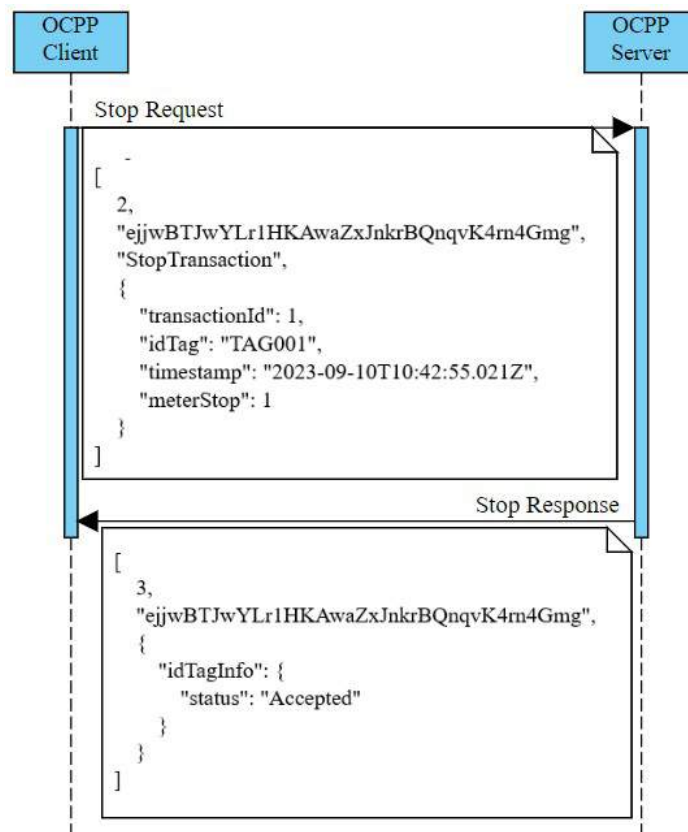 OCPP
Client
OCPP
Server
Stop Request
[
2,
"ejjwBTJwYLr1HKAwaZxJnkrBQnqvK4rn4Gmg",
"StopTransaction",
{
"transactionId": 1,
"idTag": "TAG001",
"timestamp": "2023-09-10T10:42:55.021Z",
"meterStop": 1
}
]
Stop Response
[
3,
"ejjwBTJwYLr1HKAwaZxJnkrBQnqvK4rn4Gmg",
{
"idTagInfo": {
"status": "Accepted"
}
}
]